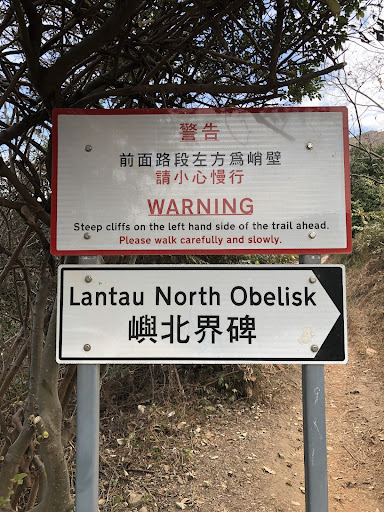 警告
前面路段左方為峭壁
請小心慢行
WARNING
Steep cliffs on the left hand side of the trail ahead.
Please walk carefully and slowly.
Lantau North Obelisk
嶼北界碑